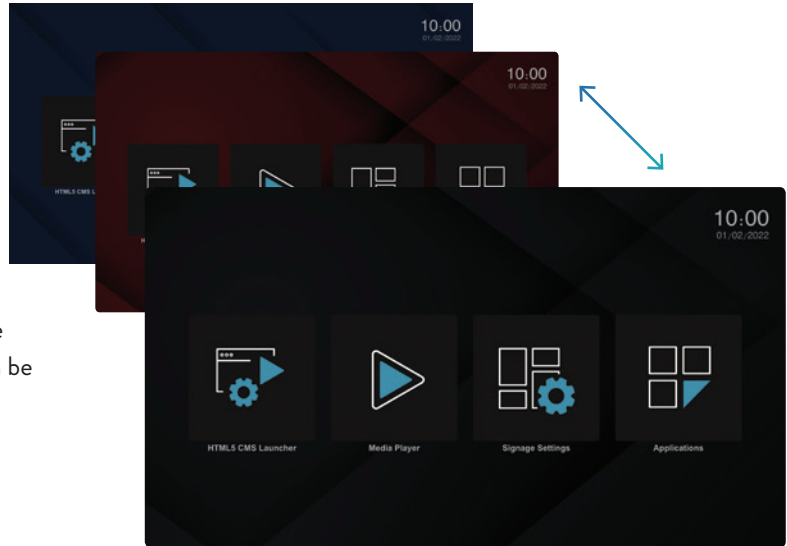 10:00
01/02/2022
10:00
01/02/2022
HTML5 CMS L
H
10:00
01/02/2022
e
be
HTML5 CMS Launcher
Media Player
Signage Settings
Applications